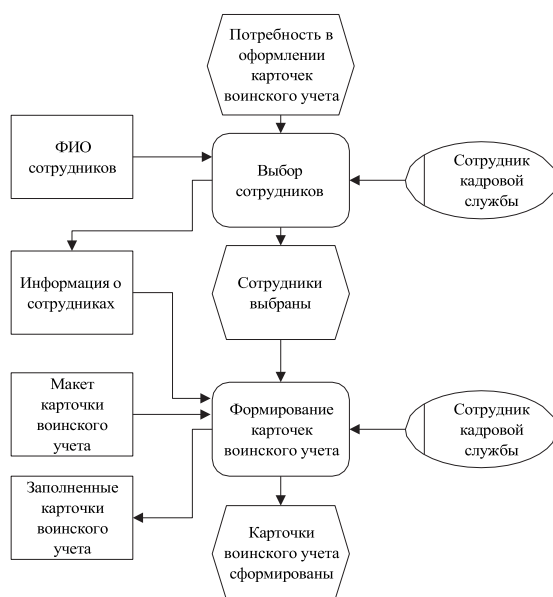 Потребность в
оформлении
карточек
воинского учета
ФИО
сотрудников
Выбор
сотрудников
Сотрудник
кадровой
службы
Информация о
сотрудниках
Сотрудники
выбраны
Макет
карточки
воинского
учета
Формирование
карточек
воинского учета
Сотрудник
кадровой
службы
Заполненные
карточки
воинского
учета
Карточки
воинского учета
сформированы